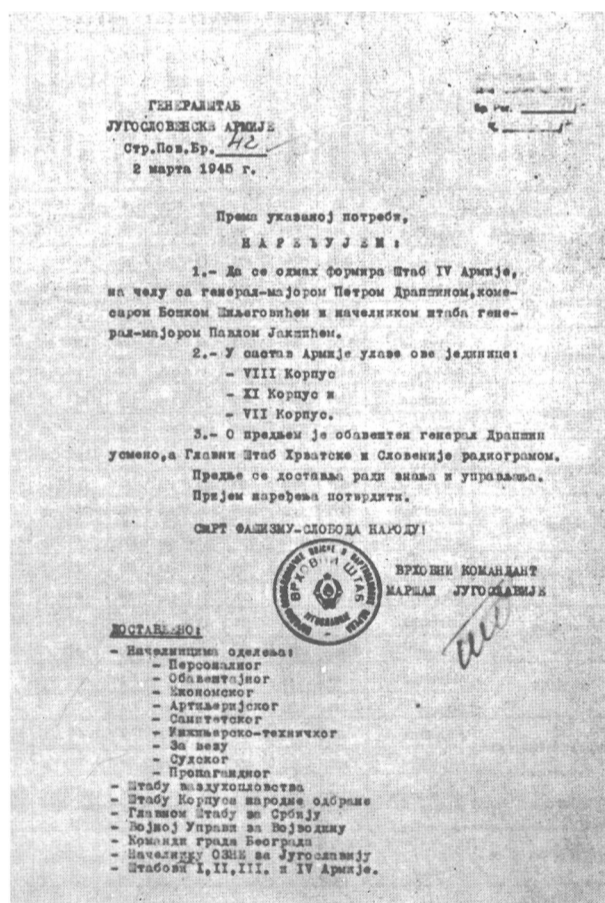 ГЕНЕРАЛШТАБ
ЈУГОСЛОВЕНСКЕ АРМИЈЕ
Стр.Пов.Бр. 42
2 марта 1945 г.
Према указаној потреби,
Н А Р Е Ђ У Ј Е М :
1.- Да се одмах формира Штаб IV Армије,
на челу са генерал-мајором Петром Драпшином,коме-
саром Бошком Шиљеговићем и начелником штаба гене-
рал-мајором Павлом Јакшићем.
2.- У састав Армије улазе ове јединице:
- VIII Корпус
- XI Корпус и
- VII Корпус.
3.- О предњем је обавештен генерал Драпшин
усмено,а Главни Штаб Хрватске и Словеније радиограмом.
Предње се доставља ради знања и управљања.
Пријем наређења потврдити.
СМРТ ФАШИЗМУ-СЛОБОДА НАРОДУ!
ВРХОВНИ ШТАБ
ЈУГОСЛАВИЈЕ
ВРХОВНИ КОМАНДАНТ
МАРШАЛ ЈУГОСЛАВИЈЕ
ДОСТАВЉЕНО:
- Начелницима одељења:
- Персоналног
- Обавештајног
- Економског
- Артиљеријског
- Санитетског
- Инжињерско-техничког
- За везу
- Судског
- Пропагандног
- Штабу ваздухопловства
- Штабу Корпуса народне одбране
- Главном Штабу за Србију
- Војној Управи за Војводину
- Команди града Београда
- Начелнику ОЗНЕ за Југославију
- Штабови I,II,III. и IV Армије.